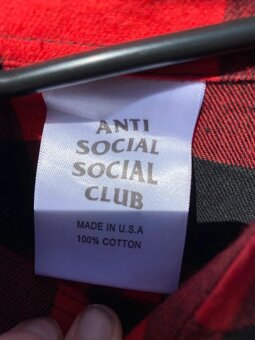 ANTI
SOCIAL
SOCIAL
CLUB
MADE IN U.S.A
100% COTTON